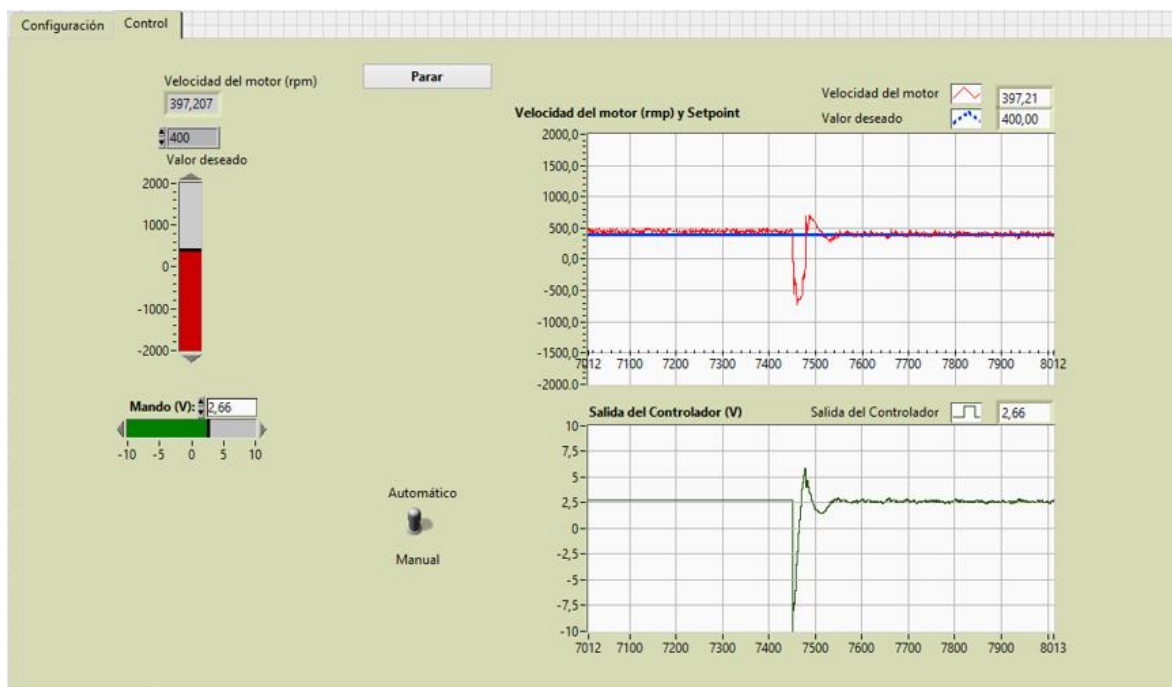 Configuración
Control
Velocidad del motor (rpm)
397,207
400
Valor deseado
2000
1000
0
-1000
-2000
Mando (V):
2,66
-10 -5 0 5 10
Parar
Automático
Manual
Velocidad del motor (rmp) y Setpoint
Velocidad del motor
397,21
Valor deseado
400,00
2000,0
1500,0
1000,0
500,0
0,0
-500,0
-1000,0
-1500,0
-2000.0
7012 7100 7200 7300 7400 7500 7600 7700 7800 7900 8012
Salida del Controlador (V)
Salida del Controlador
2,66
10
7,5
5
2,5
0
-2,5
-5
-7,5
-10
7012 7100 7200 7300 7400 7500 7600 7700 7800 7900 8013